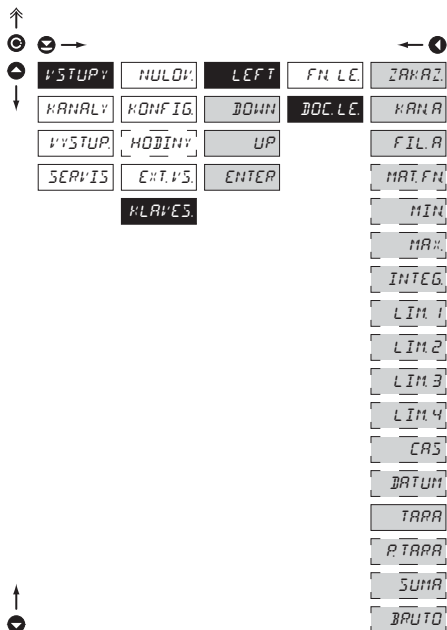 VSTUPY NULOV. LEFT FN. LE. ZAKAZ.
KANALY KONFIG. DOWN DOC. LE. KAN. A
VYSTUP. HODINY UP FIL. A
SERVIS EXT. VS. ENTER MAT. FN.
KLAVES. MIN.
MAX.
INTEG.
LIM. 1
LIM. 2
LIM. 3
LIM. 4
CAS
DATUM
TARA
P. TARA
SUMA
BRUTO